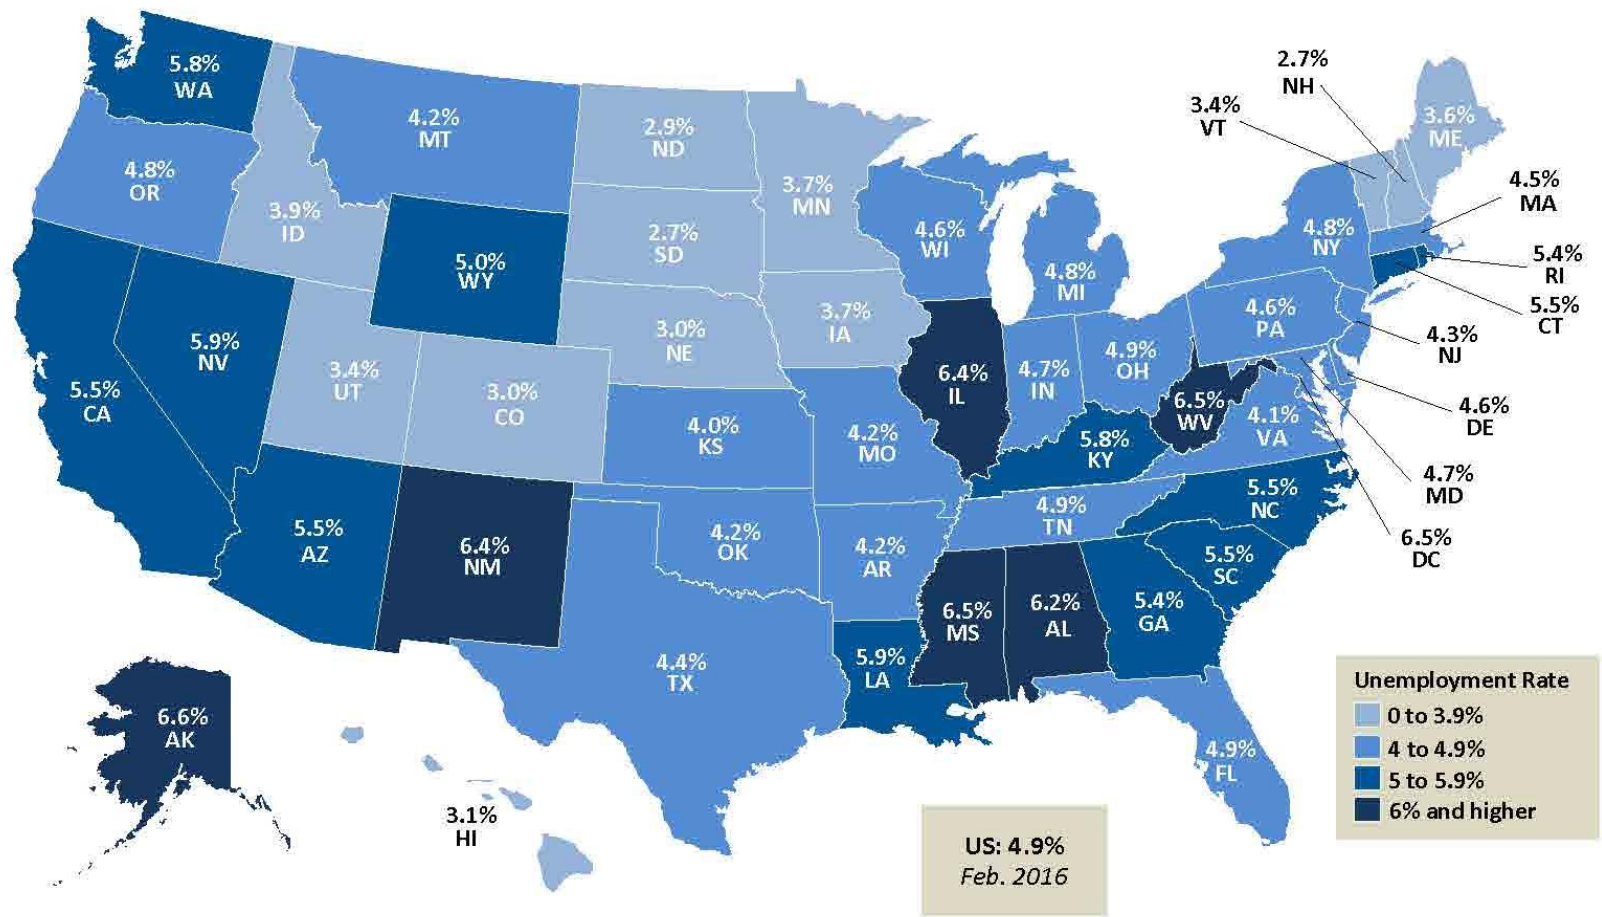 5.8%
WA
4.8%
OR
4.2%
MT
3.9%
ID
5.0%
WY
2.9%
ND
2.7%
SD
3.0%
NE
3.7%
MN
3.7%
IA
4.6%
WI
4.8%
MI
5.5%
CA
5.9%
NV
3.4%
UT
3.0%
CO
4.0%
KS
4.2%
MO
6.4%
IL
4.7%
IN
4.9%
OH
5.8%
KY
6.5%
WV
4.1%
VA
4.6%
PA
4.8%
NY
3.4%
VT
2.7%
NH
3.6%
ME
4.5%
MA
5.4%
RI
5.5%
CT
4.3%
NJ
4.6%
DE
4.7%
MD
6.5%
DC
5.5%
AZ
6.4%
NM
4.2%
OK
4.2%
AR
4.9%
TN
5.5%
NC
5.5%
SC
5.4%
GA
6.2%
AL
6.5%
MS
5.9%
LA
4.4%
TX
4.9%
FL
6.6%
AK
3.1%
HI
US: 4.9%
Feb. 2016
Unemployment Rate
0 to 3.9%
4 to 4.9%
5 to 5.9%
6% and higher